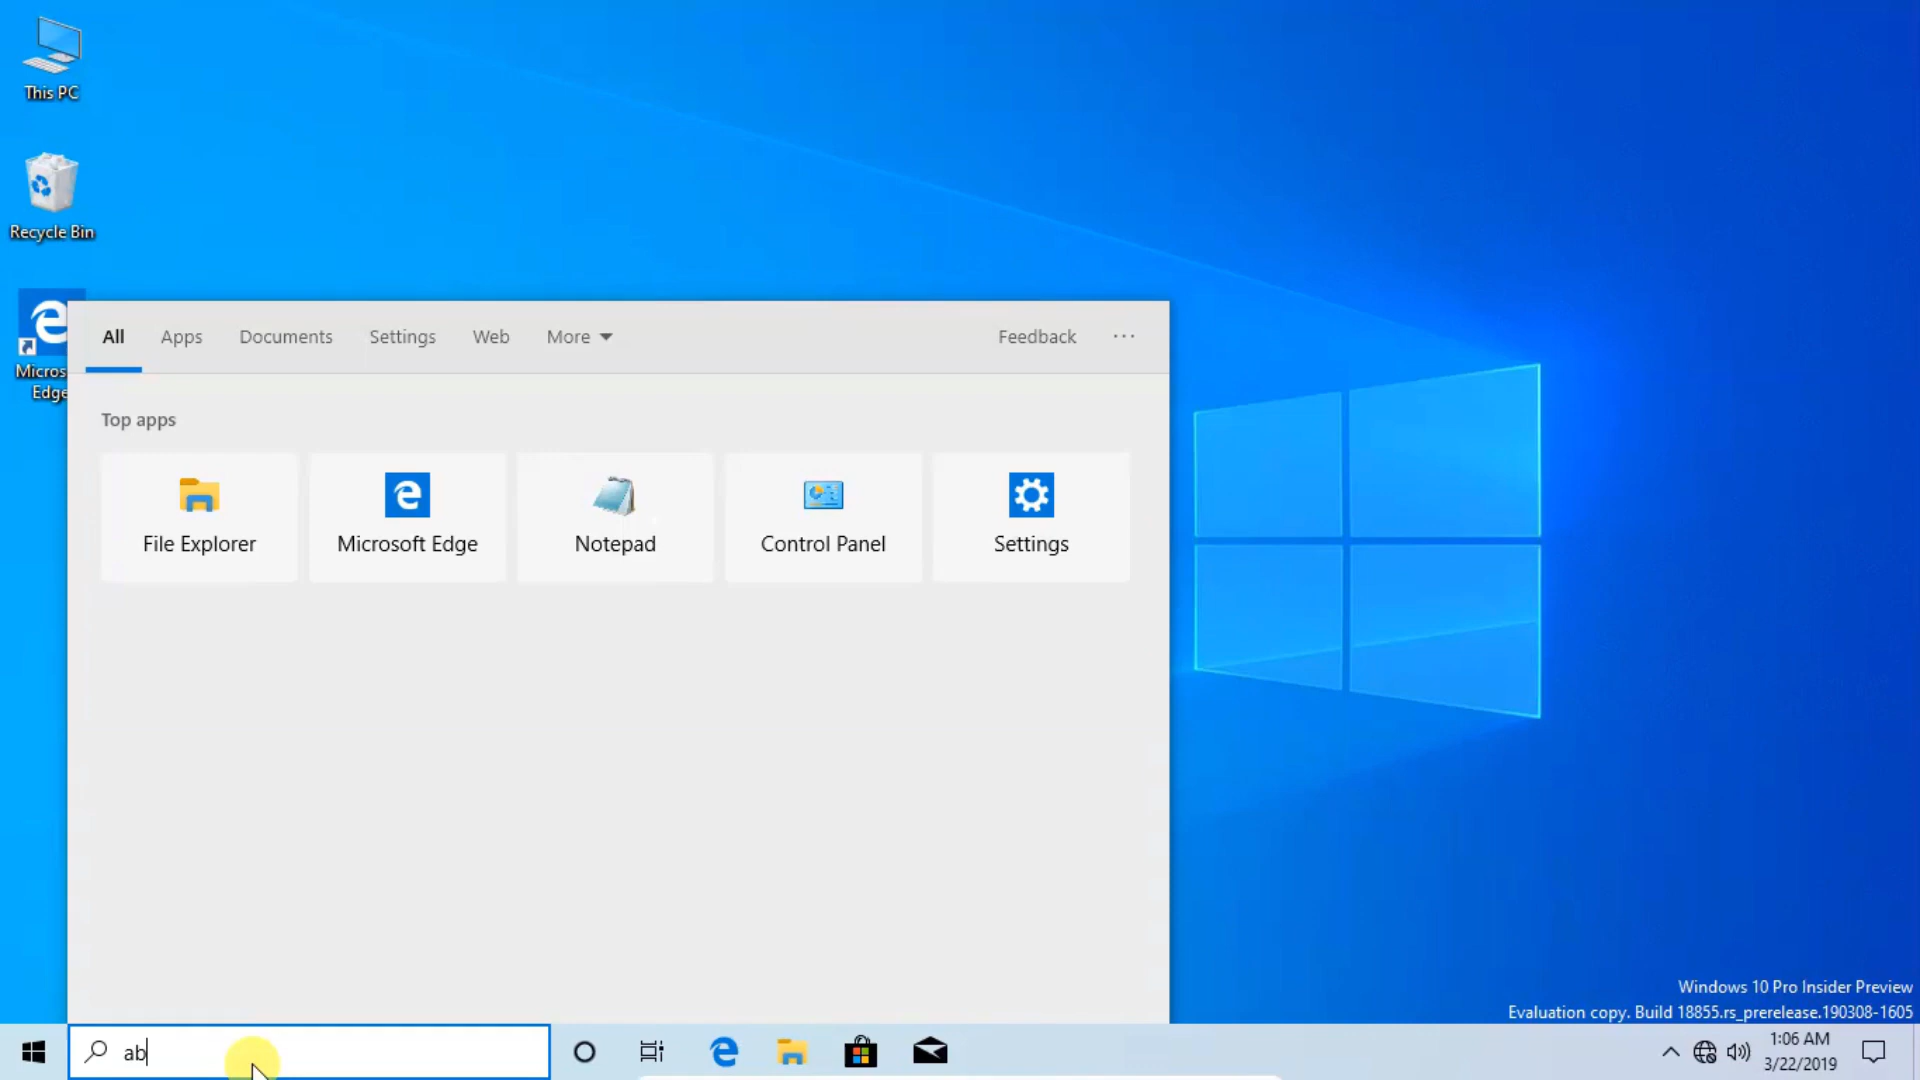 This PC
Recycle Bin
Micros
Edge
All Apps Documents Settings Web More Feedback
Top apps
File Explorer Microsoft Edge Notepad Control Panel Settings
Windows 10 Pro Insider Preview
Evaluation copy. Build 18855.rs_prerelease.190308-1605
ab
1:06 AM
3/22/2019